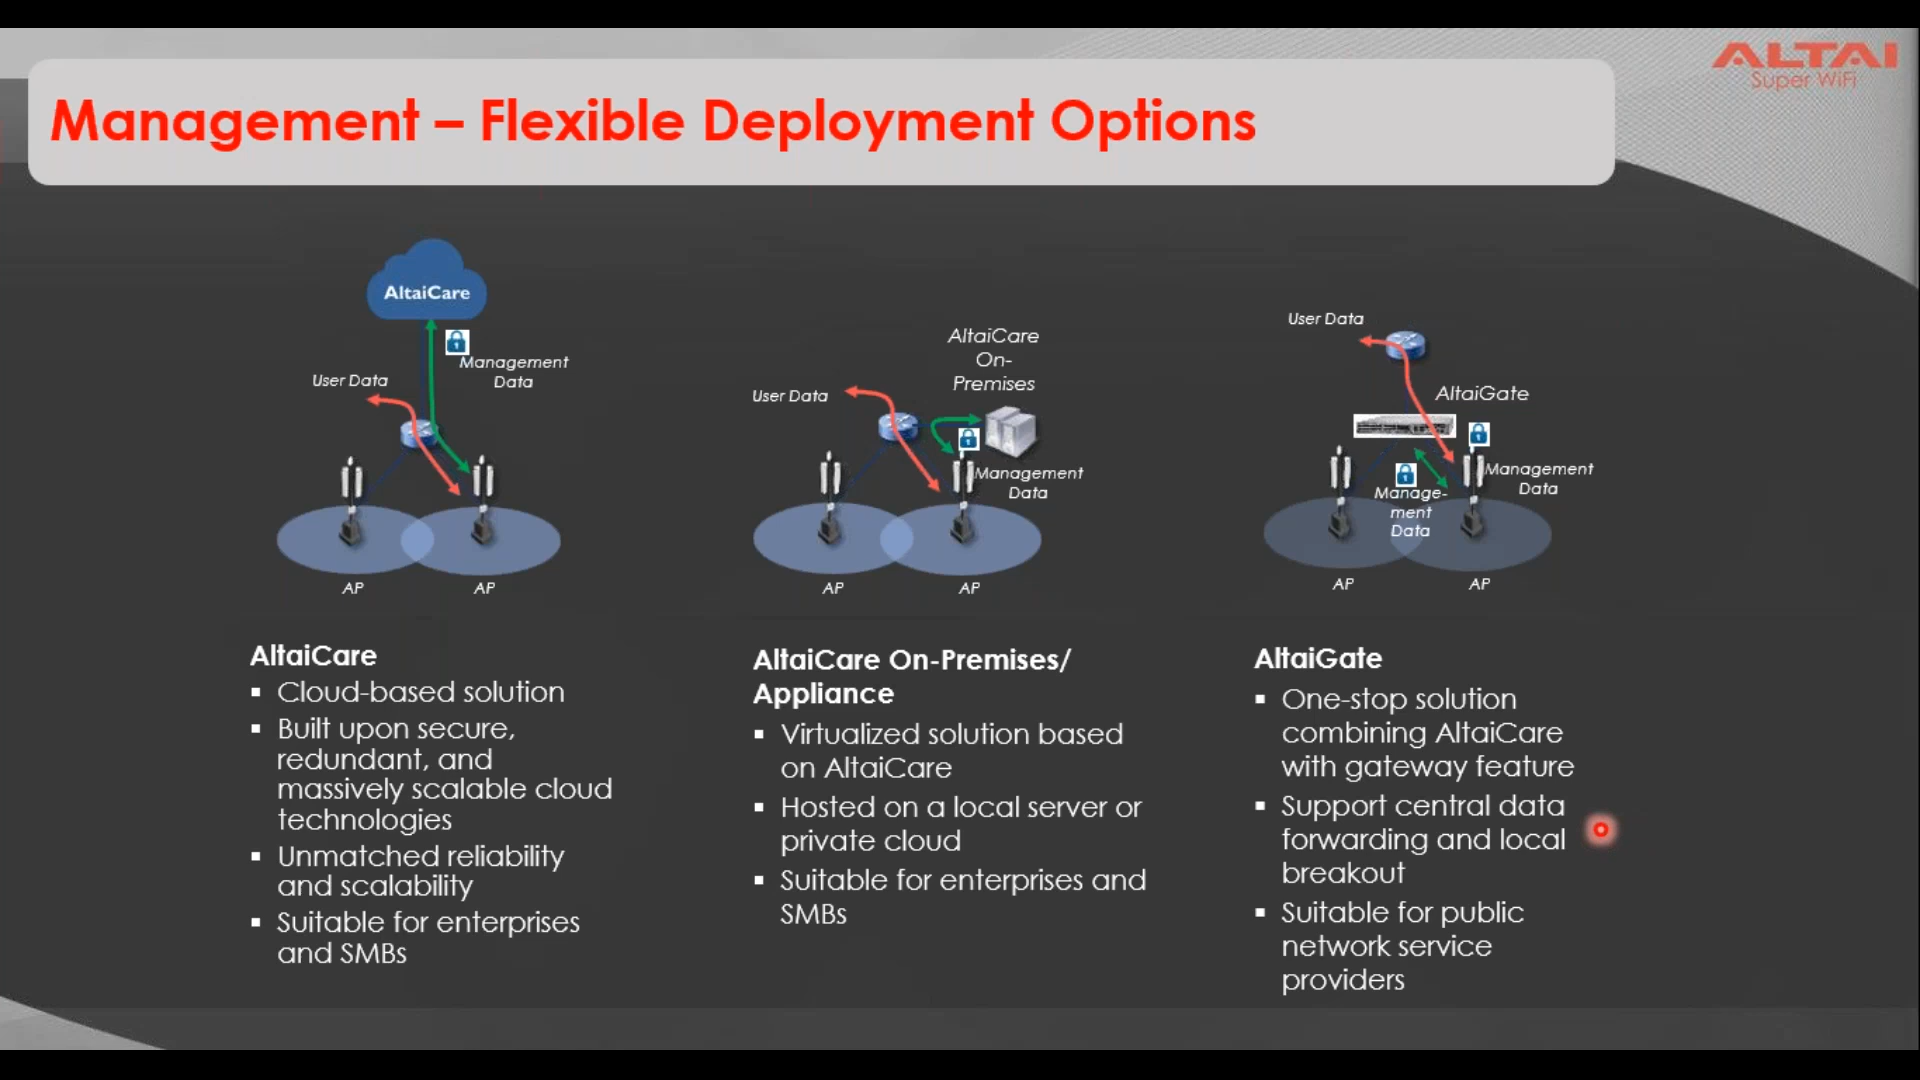 ALTAI
Super WiFi
Management – Flexible Deployment Options
AltaiCare
Management
Data
User Data
AP
AP
AltaiCare
On-
Premises
User Data
Management
Data
AP
AP
User Data
AltaiGate
Management
Data
Manage-
ment
Data
AP
AP
AltaiCare
▪ Cloud-based solution
▪ Built upon secure,
redundant, and
massively scalable cloud
technologies
▪ Unmatched reliability
and scalability
▪ Suitable for enterprises
and SMBs
AltaiCare On-Premises/
Appliance
▪ Virtualized solution based
on AltaiCare
▪ Hosted on a local server or
private cloud
▪ Suitable for enterprises and
SMBs
AltaiGate
▪ One-stop solution
combining AltaiCare
with gateway feature
▪ Support central data
forwarding and local
breakout
▪ Suitable for public
network service
providers